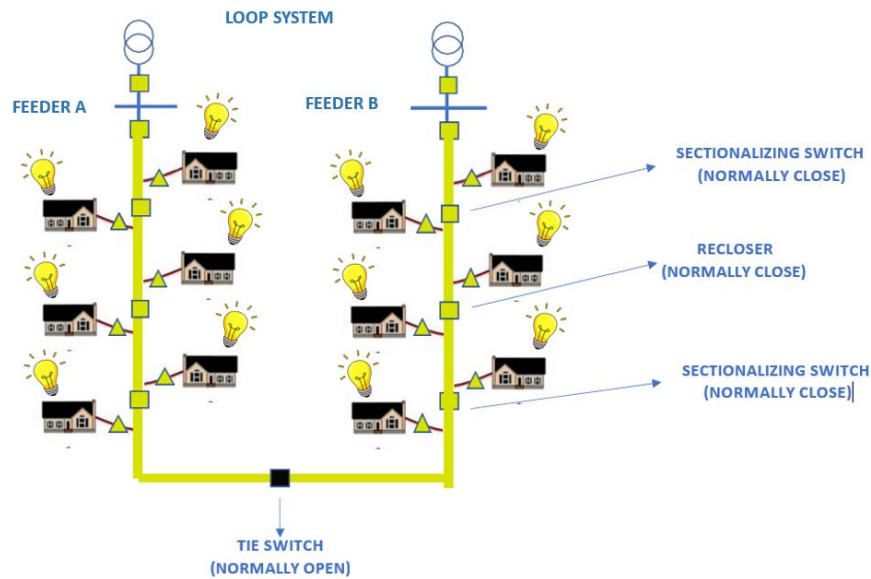 LOOP SYSTEM
FEEDER A
FEEDER B
SECTIONALIZING SWITCH
(NORMALLY CLOSE)
RECLOSER
(NORMALLY CLOSE)
SECTIONALIZING SWITCH
(NORMALLY CLOSE)
TIE SWITCH
(NORMALLY OPEN)